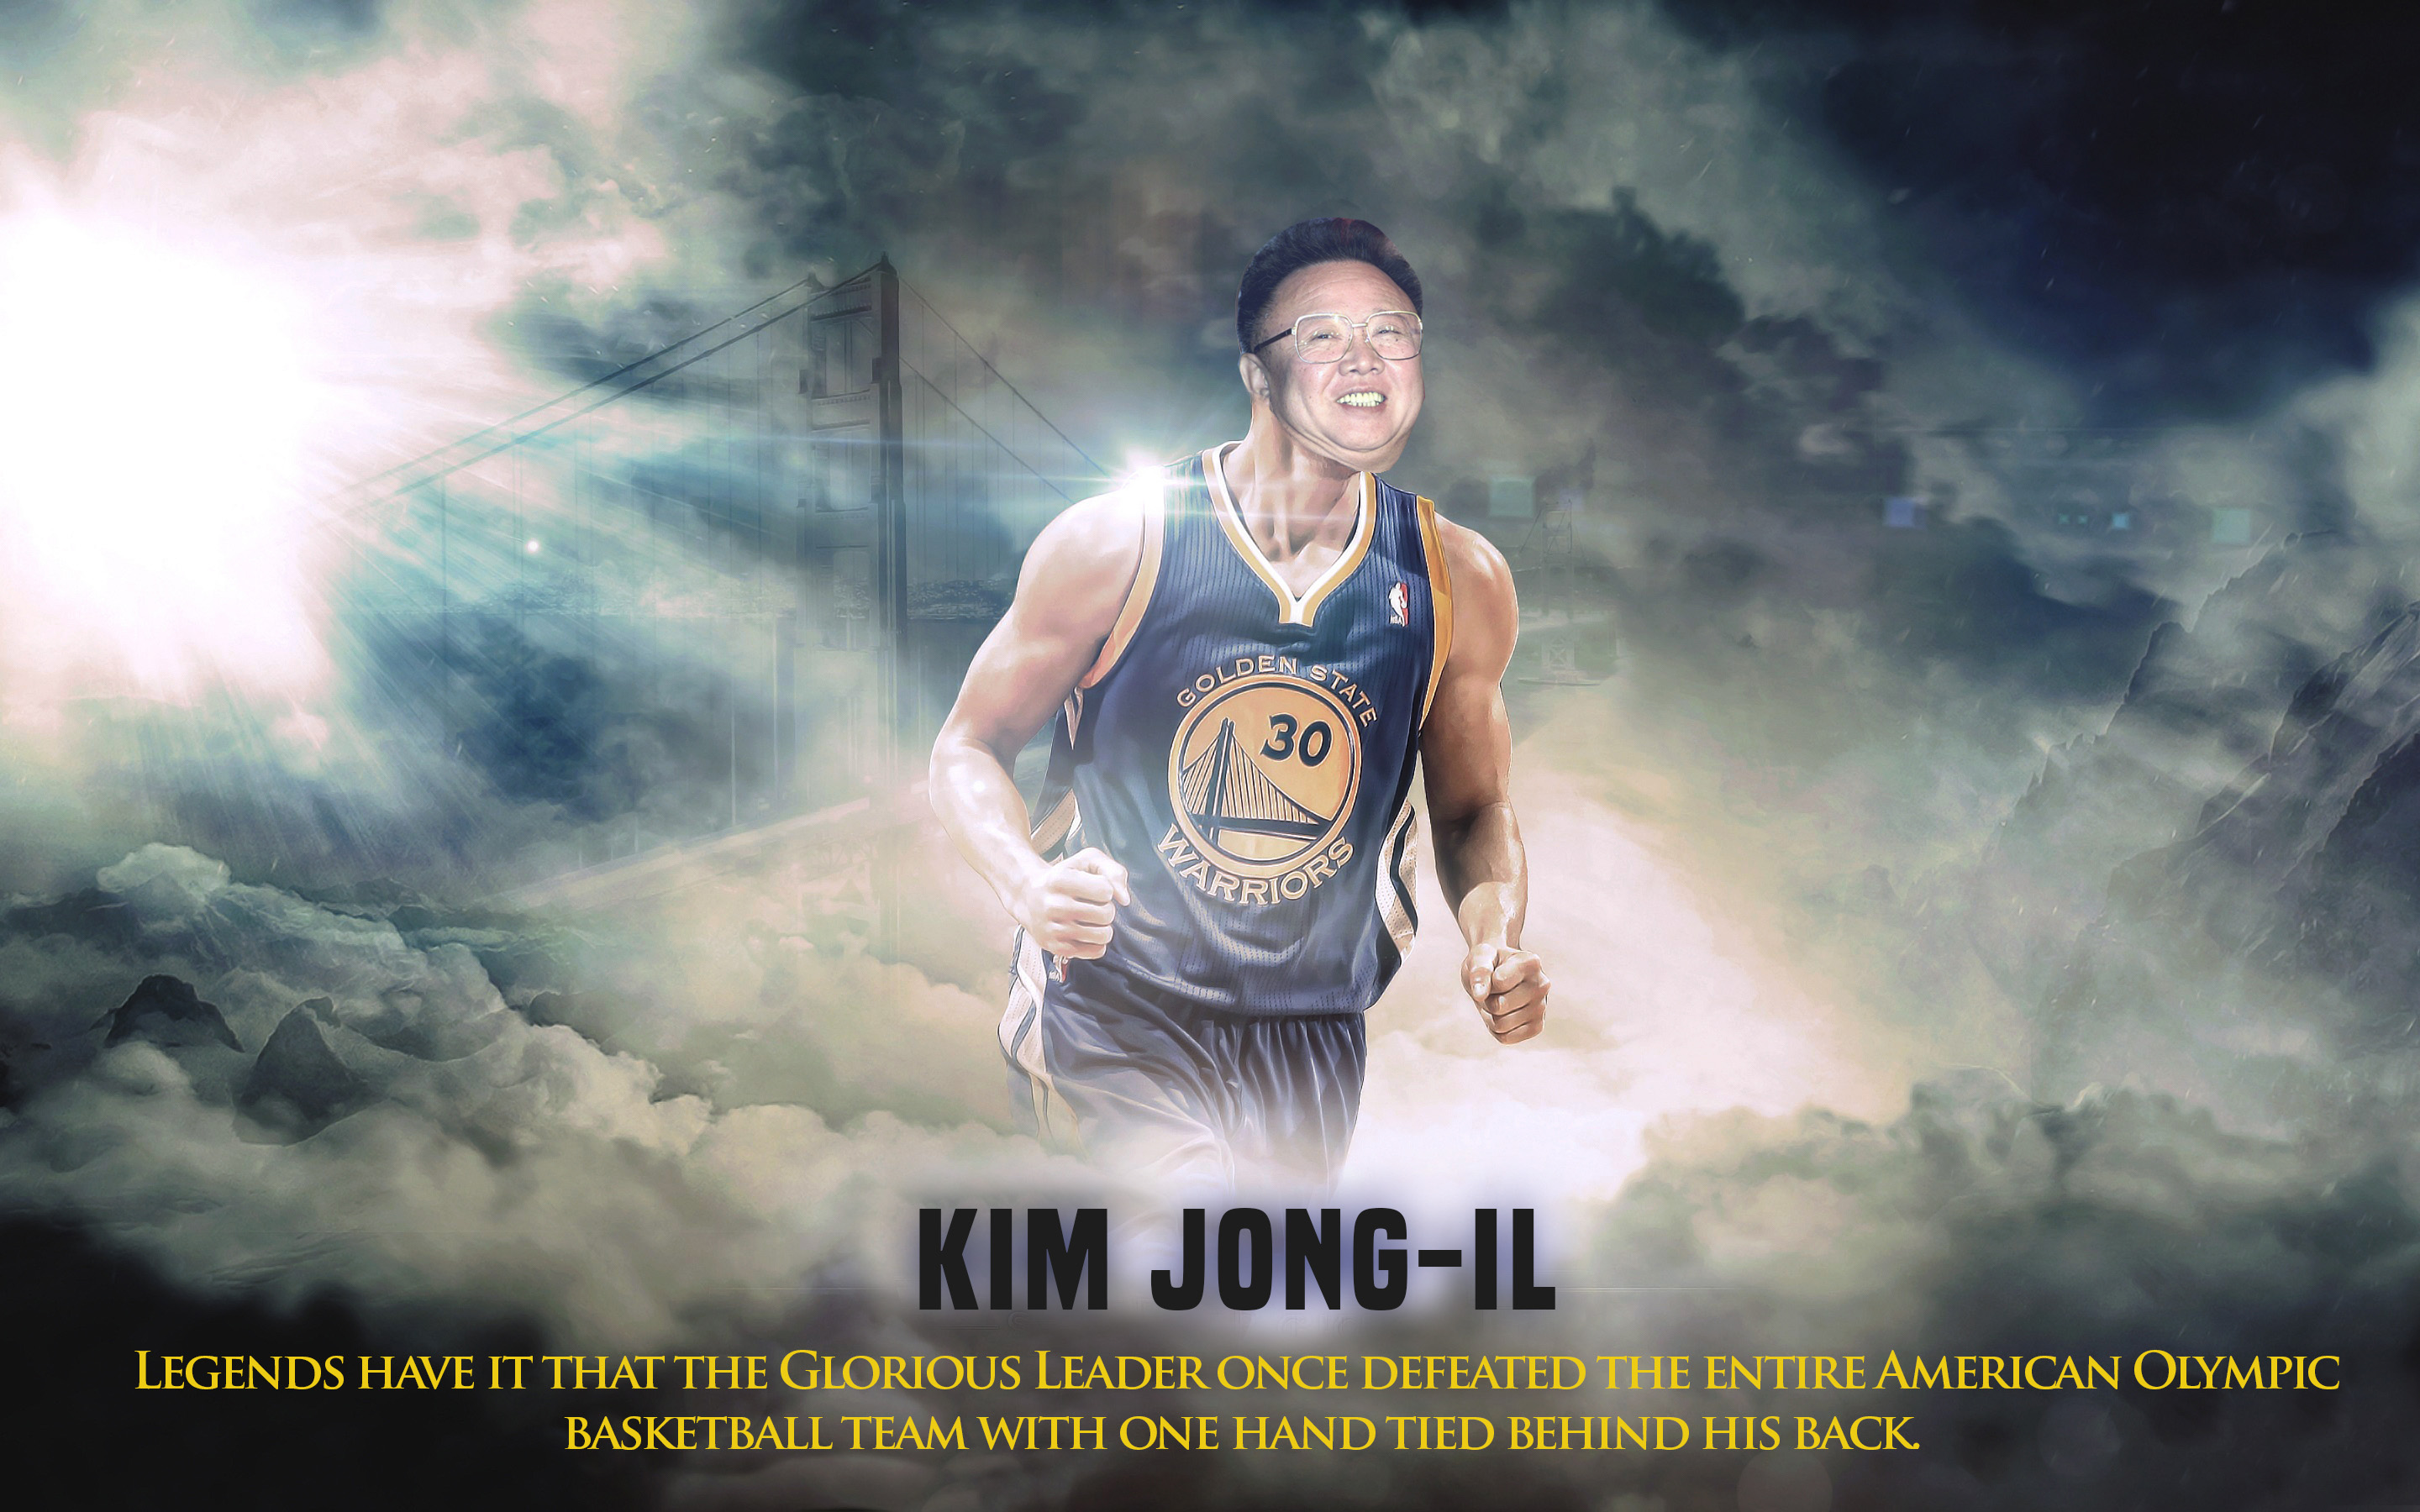 NBA
GOLDEN STATE
30
WARRIORS
KIM JONG-IL
LEGENDS HAVE IT THAT THE GLORIOUS LEADER ONCE DEFEATED THE ENTIRE AMERICAN OLYMPIC
BASKETBALL TEAM WITH ONE HAND TIED BEHIND HIS BACK.